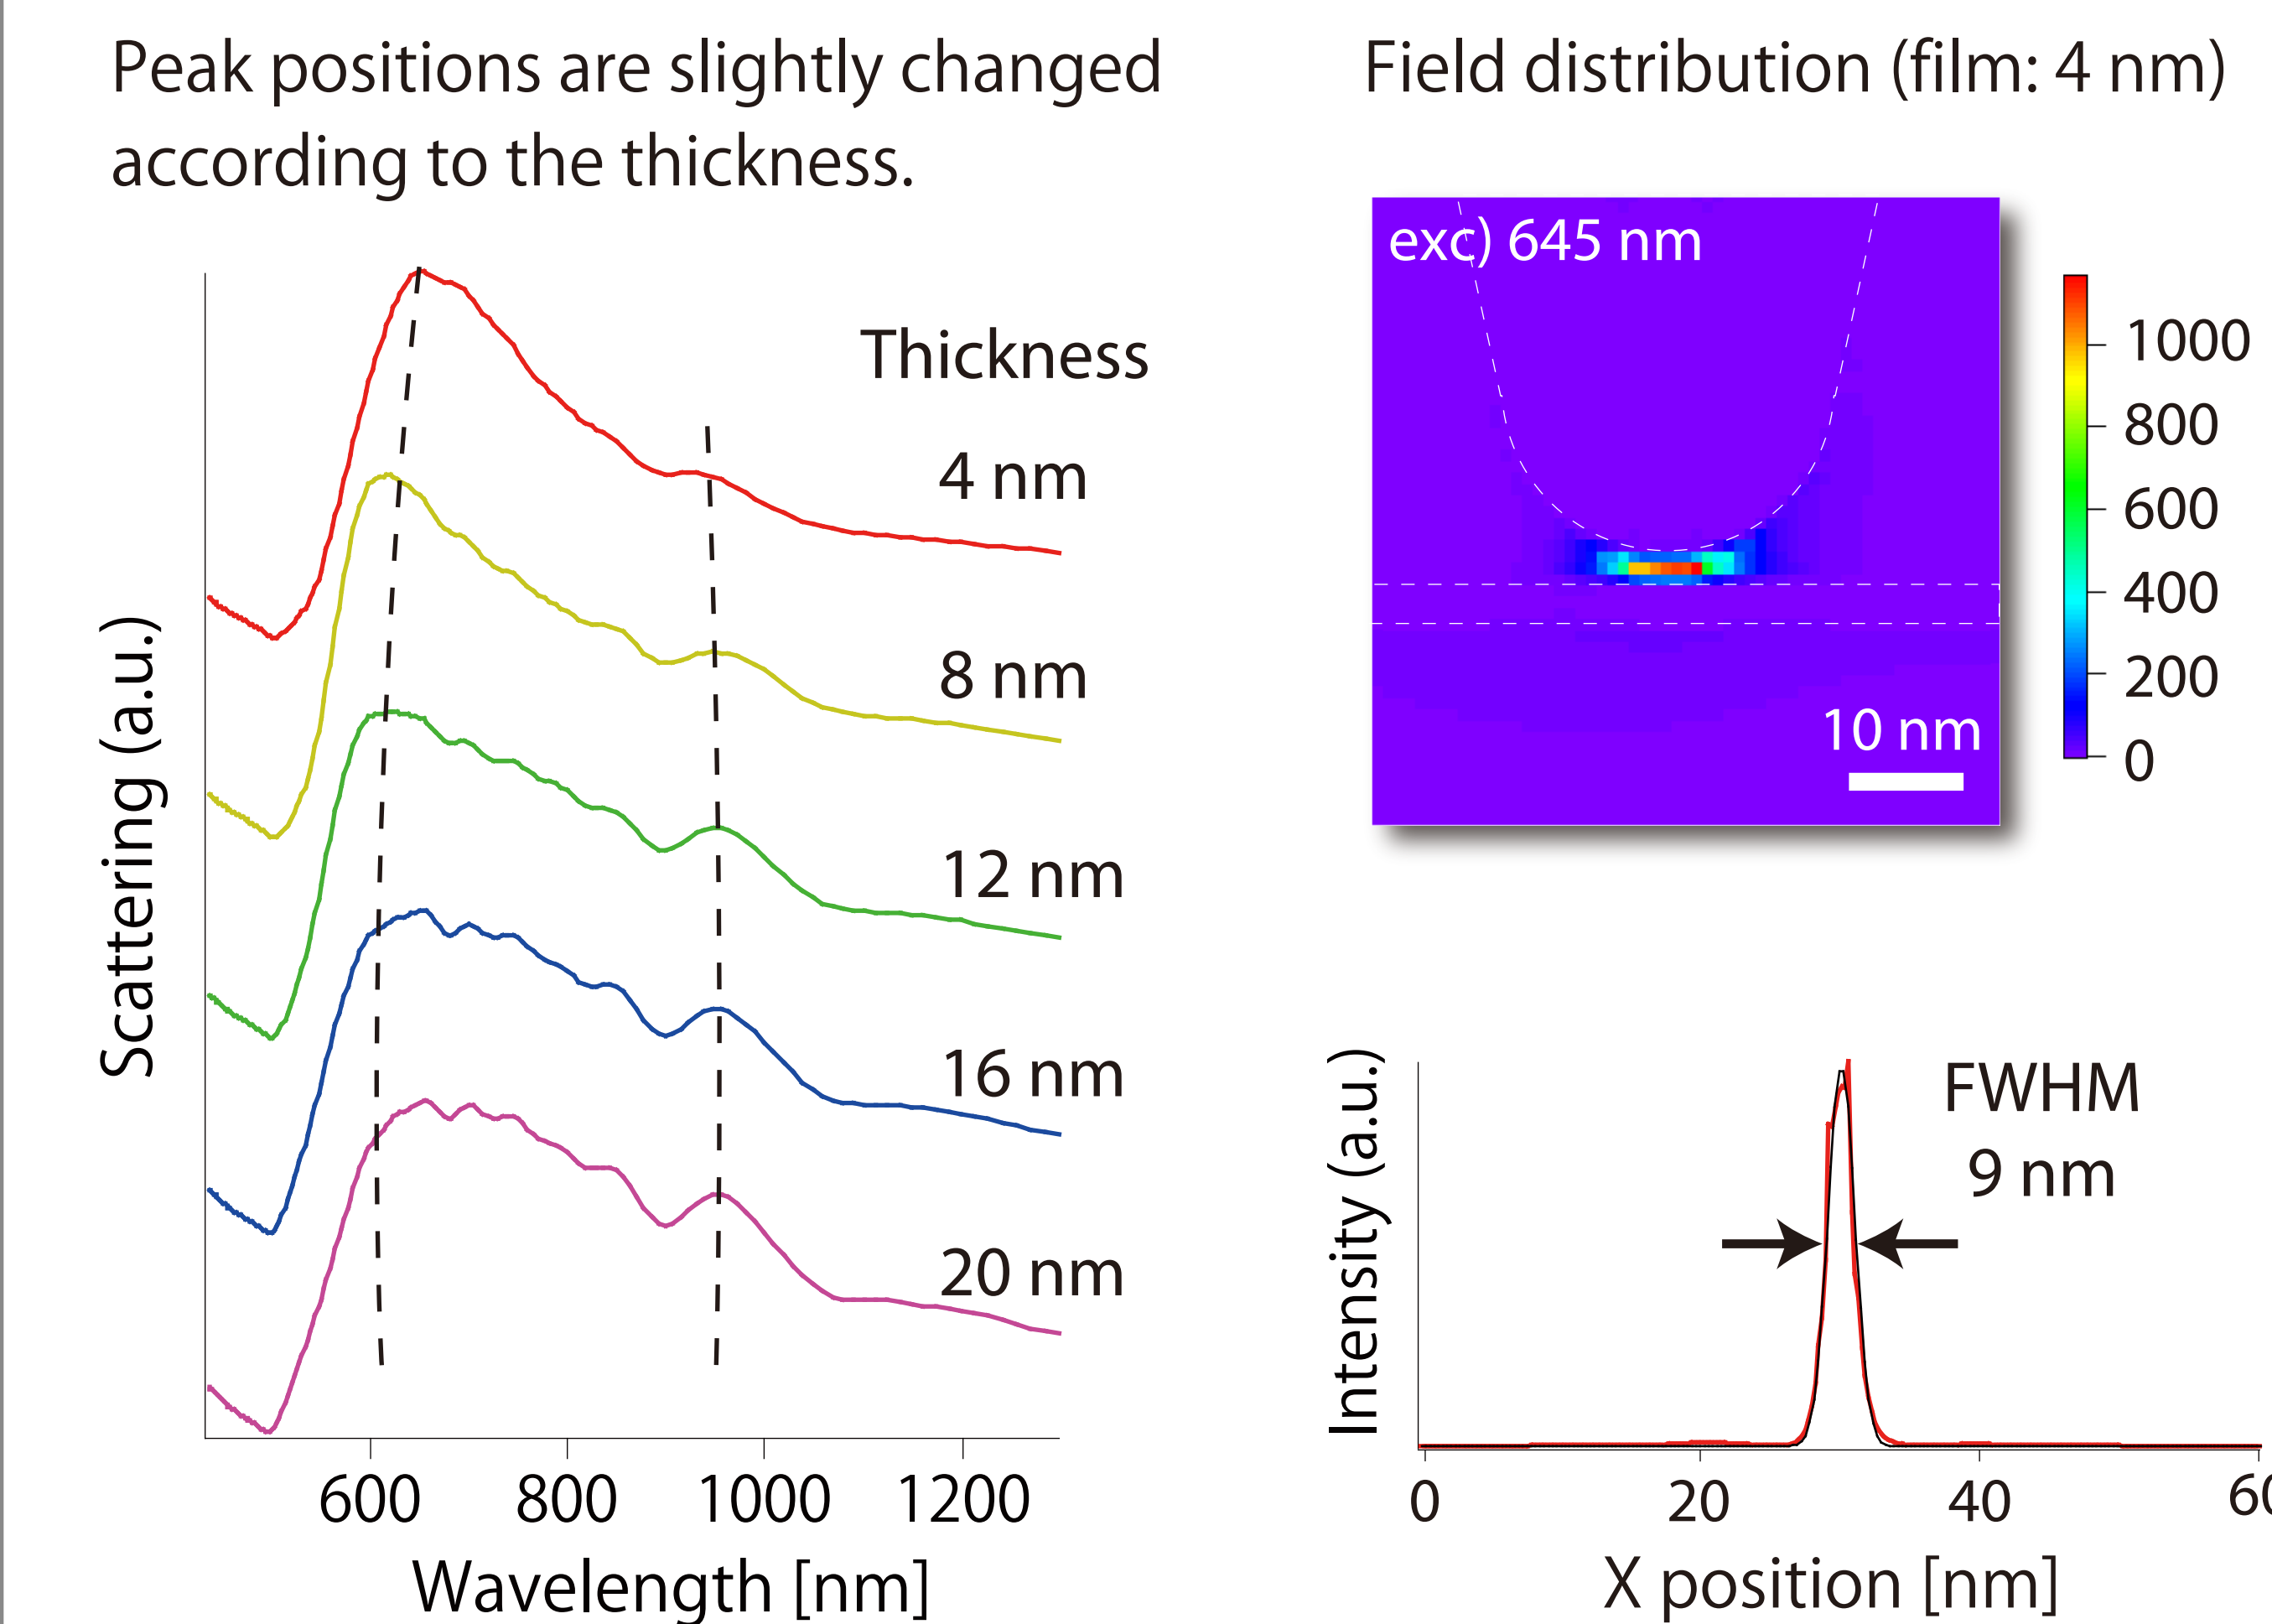 Peak positions are slightly changed
according to the thickness.
Scattering (a.u.)
Thickness
4 nm
8 nm
12 nm
16 nm
20 nm
600 800 1000 1200
Wavelength [nm]
Field distribution (film: 4 nm)
exc) 645 nm
10 nm
1000
800
600
400
200
0
Intensity (a.u.)
FWHM
9 nm
0 20 40 60
X position [nm]